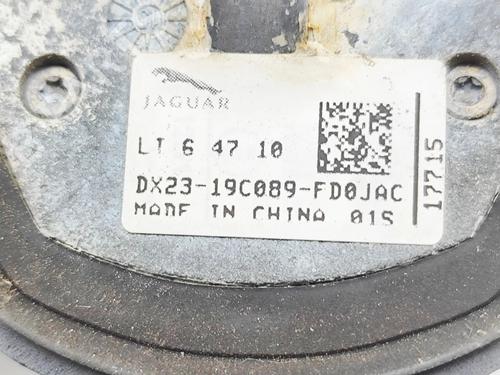 JAGUAR
LT 6 47 10
DX23-19C089-FD0JAC
MADE IN CHINA 01S
17715